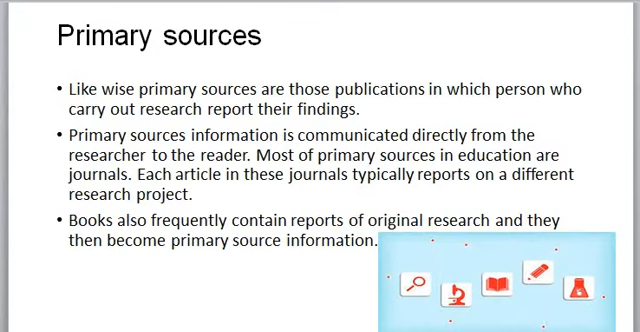 Primary sources
• Like wise primary sources are those publications in which person who
carry out research report their findings.
• Primary sources information is communicated directly from the
researcher to the reader. Most of primary sources in education are
journals. Each article in these journals typically reports on a different
research project.
• Books also frequently contain reports of original research and they
then become primary source information.